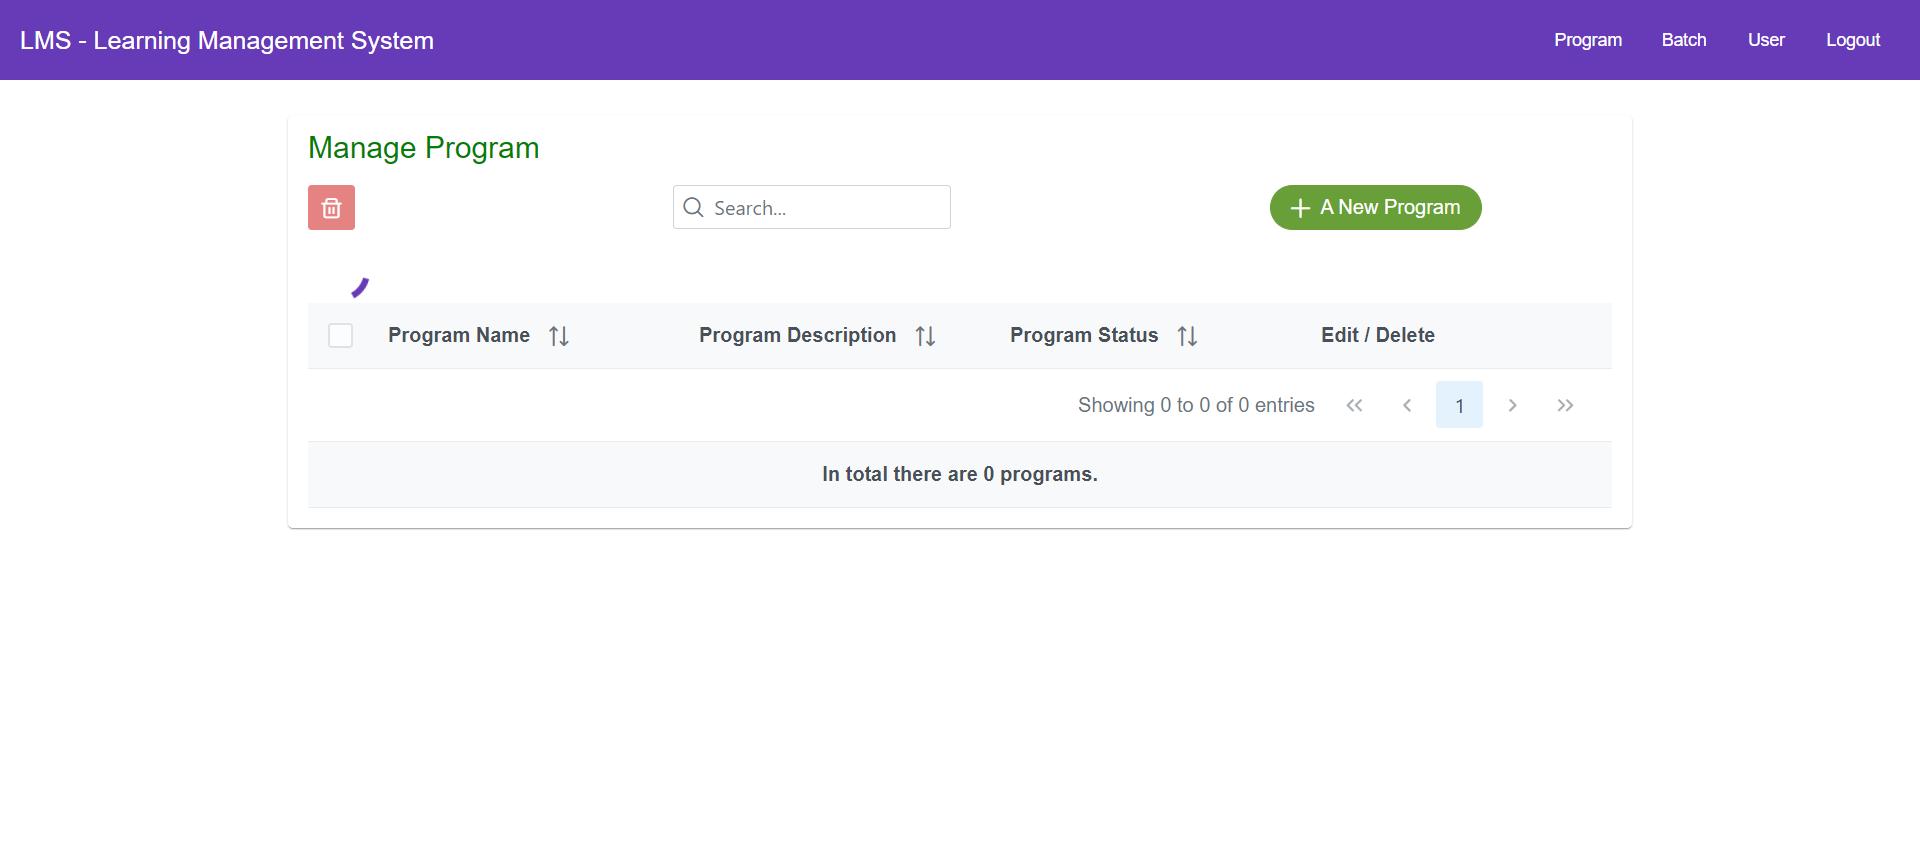 LMS - Learning Management System
Program Batch User Logout
Manage Program
Search...
A New Program
Program Name Program Description Program Status Edit / Delete
Showing 0 to 0 of 0 entries
1
In total there are 0 programs.